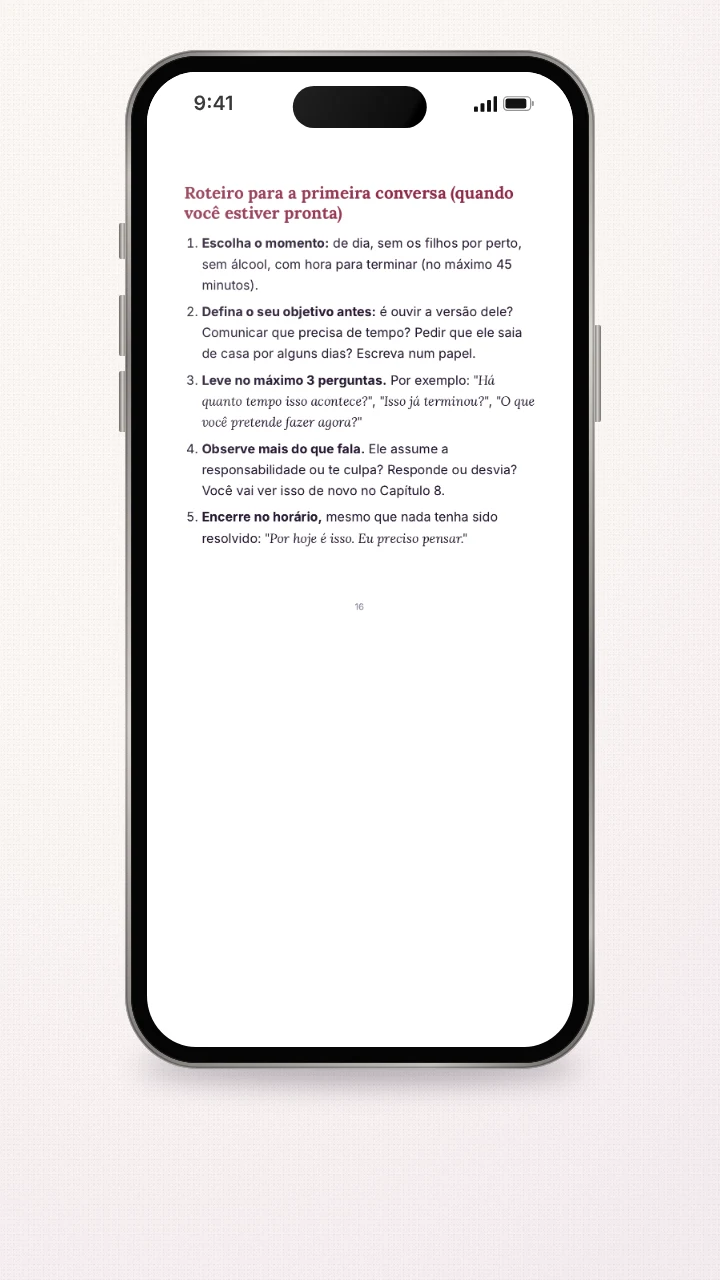 9:41
Roteiro para a primeira conversa (quando
você estiver pronta)
1. Escolha o momento: de dia, sem os filhos por perto,
sem álcool, com hora para terminar (no máximo 45
minutos).
2. Defina o seu objetivo antes: é ouvir a versão dele?
Comunicar que precisa de tempo? Pedir que ele saia
de casa por alguns dias? Escreva num papel.
3. Leve no máximo 3 perguntas. Por exemplo: "Há
quanto tempo isso acontece?", "Isso já terminou?", "O que
você pretende fazer agora?"
4. Observe mais do que fala. Ele assume a
responsabilidade ou te culpa? Responde ou desvia?
Você vai ver isso de novo no Capítulo 8.
5. Encerre no horário, mesmo que nada tenha sido
resolvido: "Por hoje é isso. Eu preciso pensar."
16